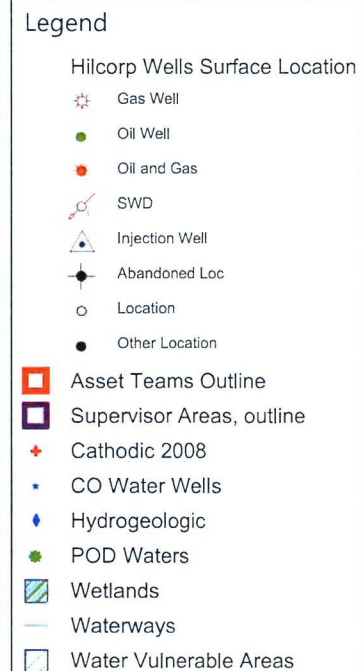 Legend
Hilcorp Wells Surface Location
Gas Well
Oil Well
Oil and Gas
SWD
Injection Well
Abandoned Loc
Location
Other Location
Asset Teams Outline
Supervisor Areas, outline
Cathodic 2008
CO Water Wells
Hydrogeologic
POD Waters
Wetlands
Waterways
Water Vulnerable Areas